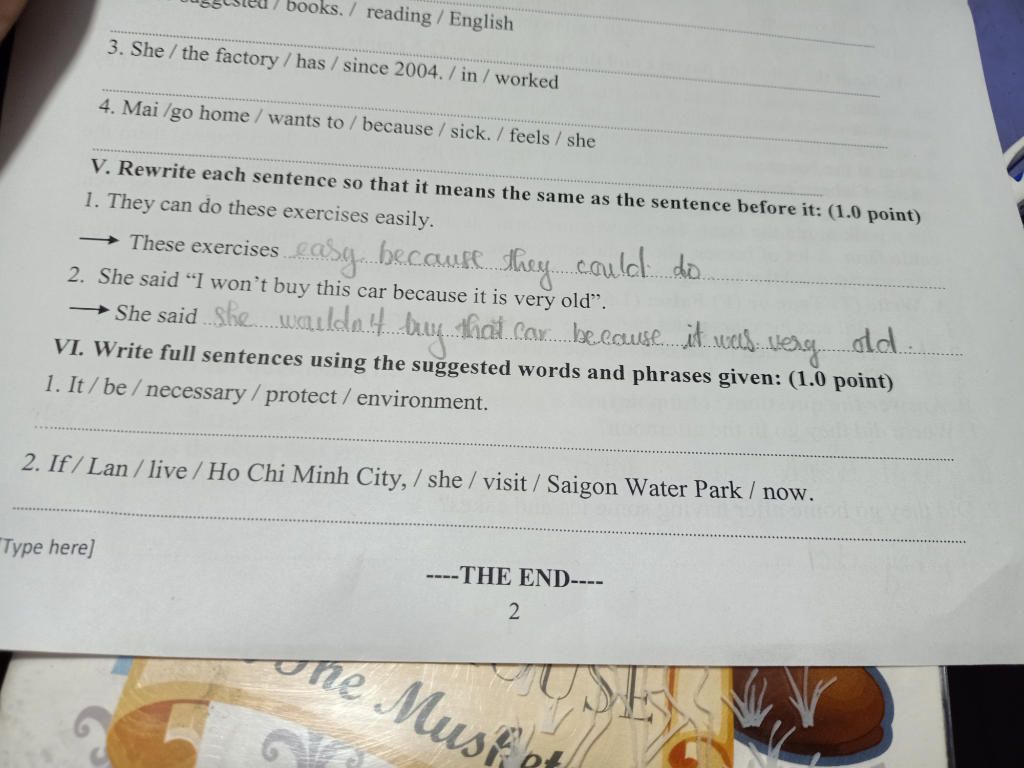 suggested / books. / reading / English
3. She / the factory / has / since 2004. / in / worked
4. Mai /go home / wants to / because / sick. / feels / she
V. Rewrite each sentence so that it means the same as the sentence before it: (1.0 point)
1. They can do these exercises easily.
→ These exercises easy because they could do
2. She said “I won’t buy this car because it is very old”.
→ She said she wouldn't buy that car because it was very old.
VI. Write full sentences using the suggested words and phrases given: (1.0 point)
1. It / be / necessary / protect / environment.
2. If / Lan / live / Ho Chi Minh City, / she / visit / Saigon Water Park / now.
[Type here]
----THE END----
2
The Musket